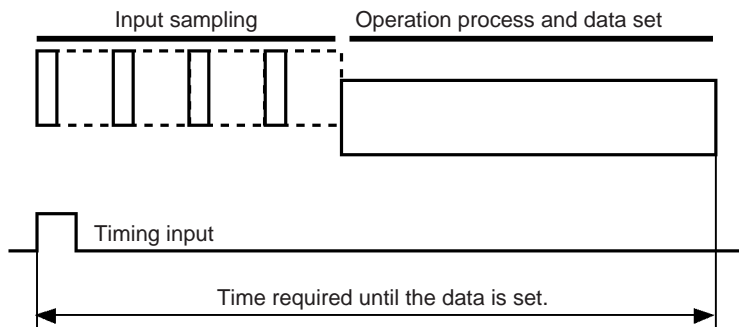 Input sampling
Operation process and data set
Timing input
Time required until the data is set.